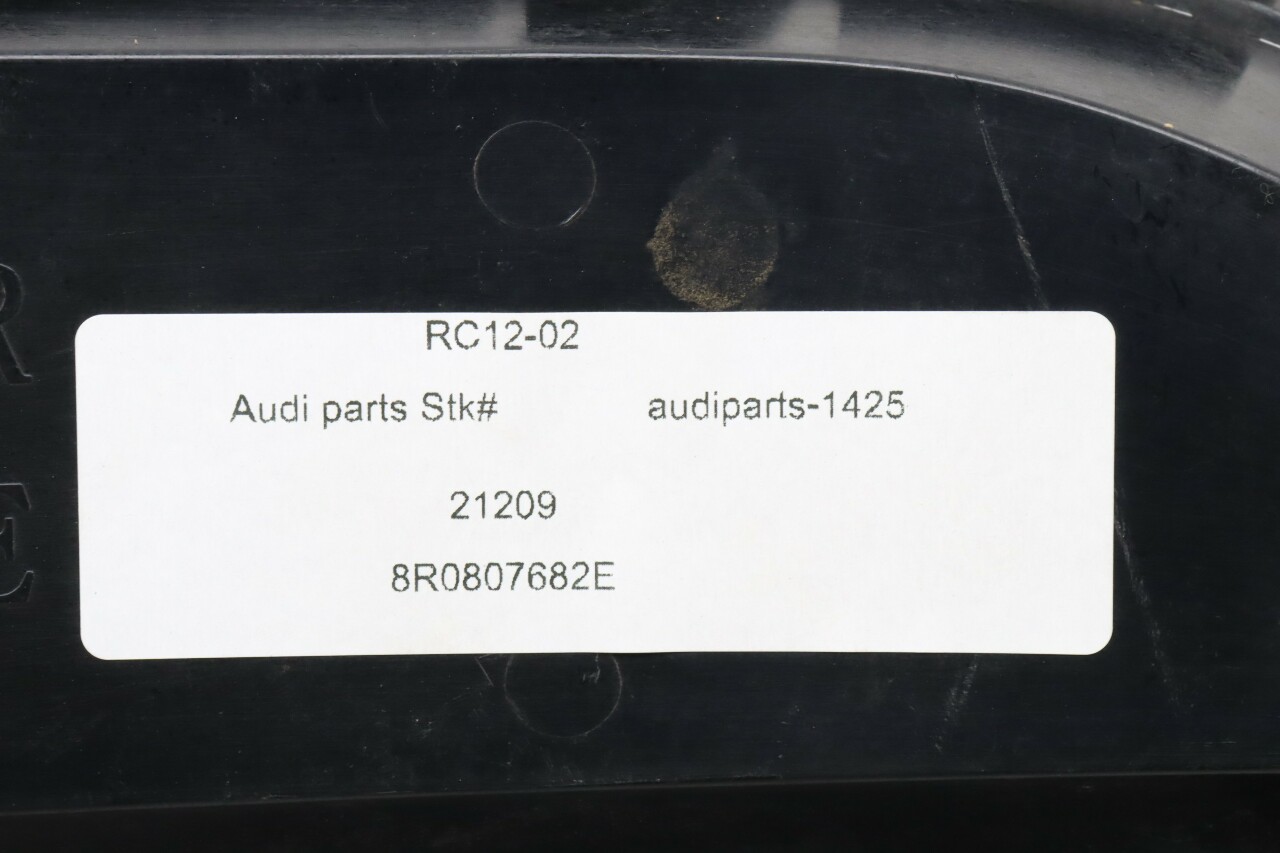 RC12-02
Audi parts Stk# audiparts-1425
21209
8R0807682E
R
E